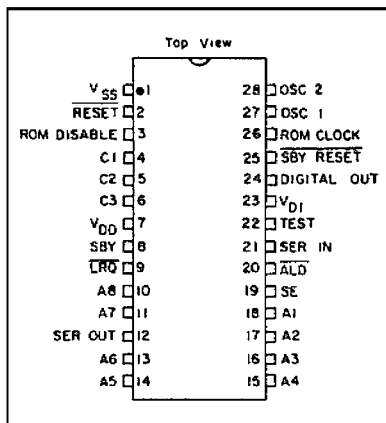 Top View
V SS 1 28 OSC 2
RESET 2 27 OSC 1
ROM DISABLE 3 26 ROM CLOCK
C1 4 25 SBY RESET
C2 5 24 DIGITAL OUT
C3 6 23 V DI
V DD 7 22 TEST
SBY 8 21 SER IN
LRQ 9 20 ALD
A8 10 19 SE
A7 11 18 A1
SER OUT 12 17 A2
A6 13 16 A3
A5 14 15 A4